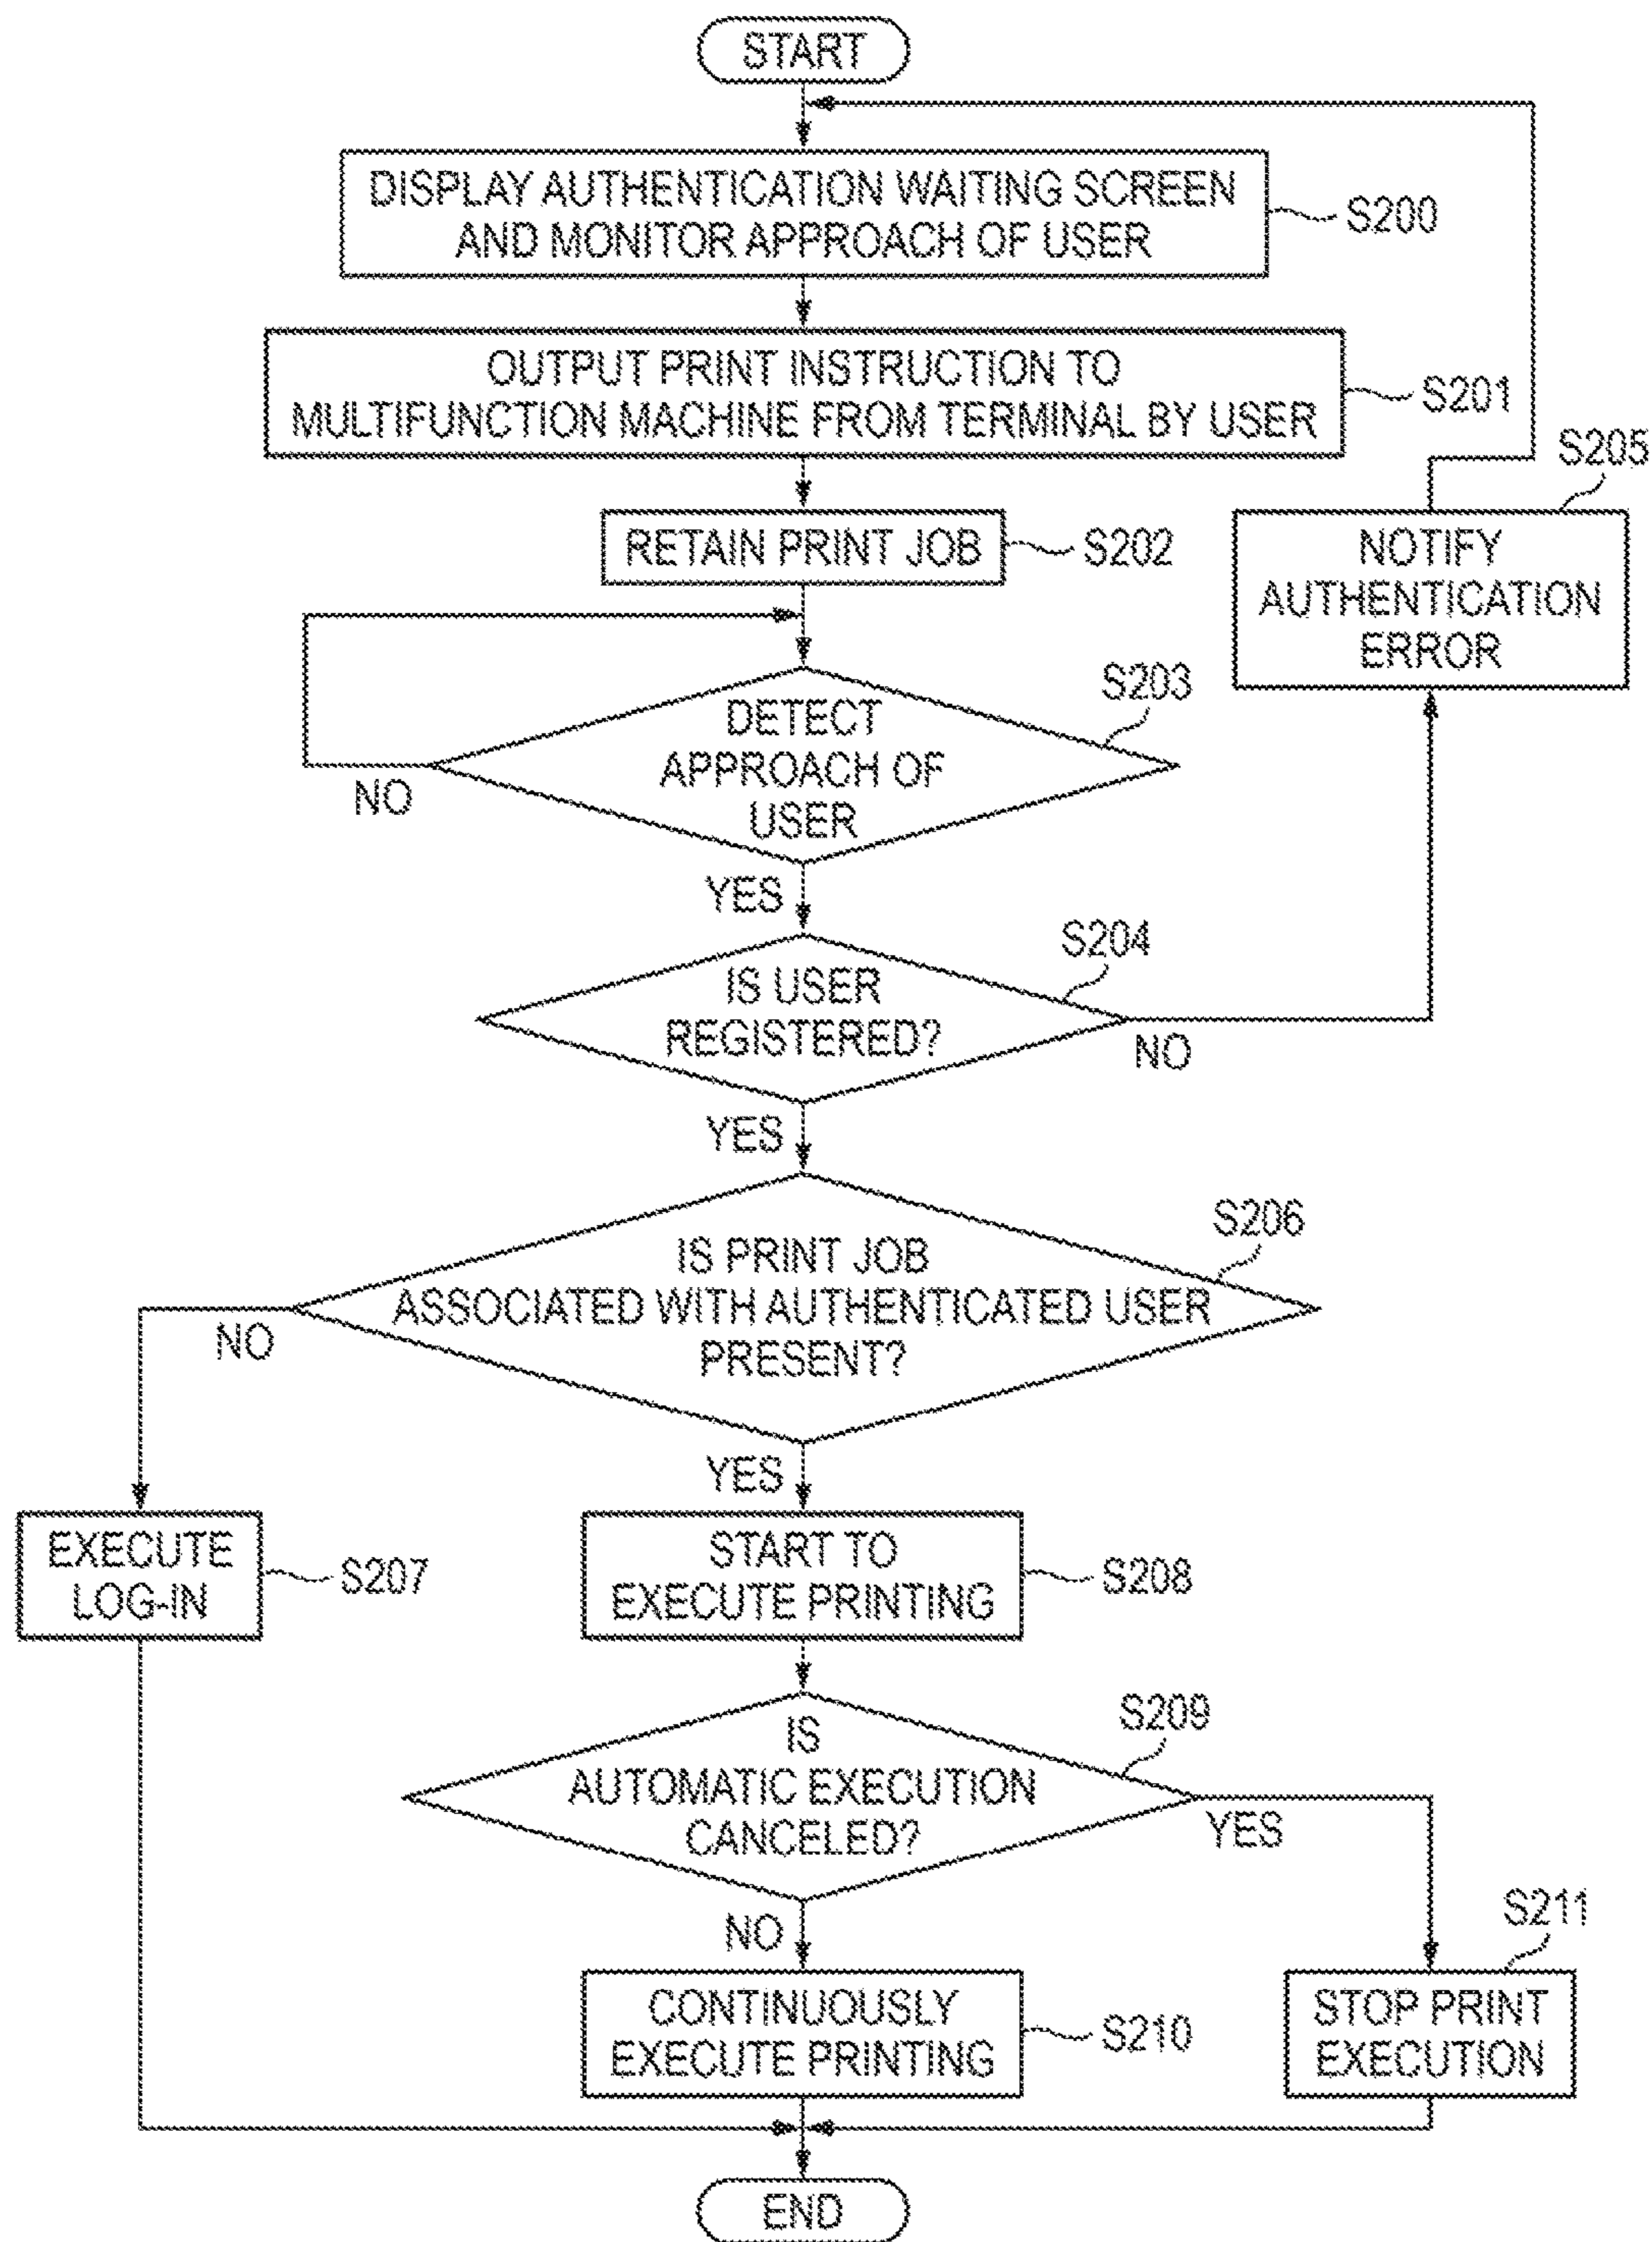 START
DISPLAY AUTHENTICATION WAITING SCREEN
AND MONITOR APPROACH OF USER
S200
OUTPUT PRINT INSTRUCTION TO
MULTIFUNCTION MACHINE FROM TERMINAL BY USER
S201
RETAIN PRINT JOB
S202
S205
NOTIFY
AUTHENTICATION
ERROR
S203
DETECT
APPROACH OF
USER
NO
YES
S204
IS USER
REGISTERED?
NO
YES
S206
IS PRINT JOB
ASSOCIATED WITH AUTHENTICATED USER
PRESENT?
NO
YES
EXECUTE
LOG-IN
S207
START TO
EXECUTE PRINTING
S208
S209
IS
AUTOMATIC EXECUTION
CANCELED?
YES
NO
S211
CONTINUOUSLY
EXECUTE PRINTING
S210
STOP PRINT
EXECUTION
END